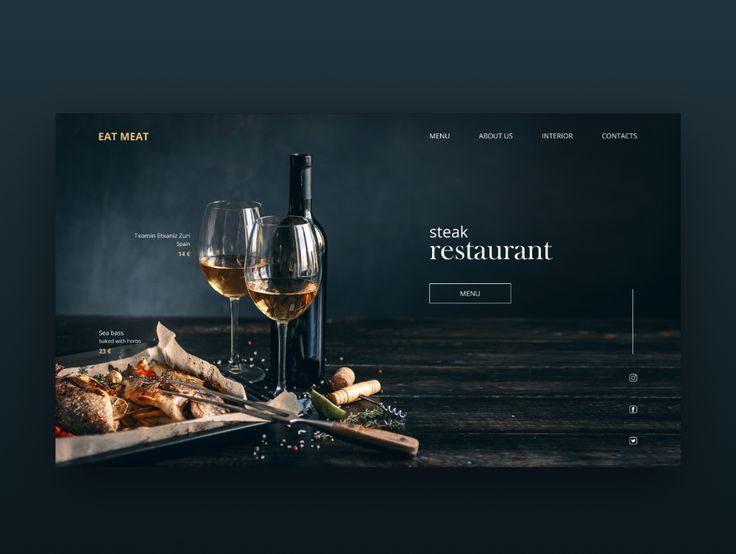 EAT MEAT
MENU
ABOUT US
INTERIOR
CONTACTS
Txomin Etxaniz Zuri
Spain
14 €
steak
restaurant
MENU
Sea bass
baked with herbs
23 €